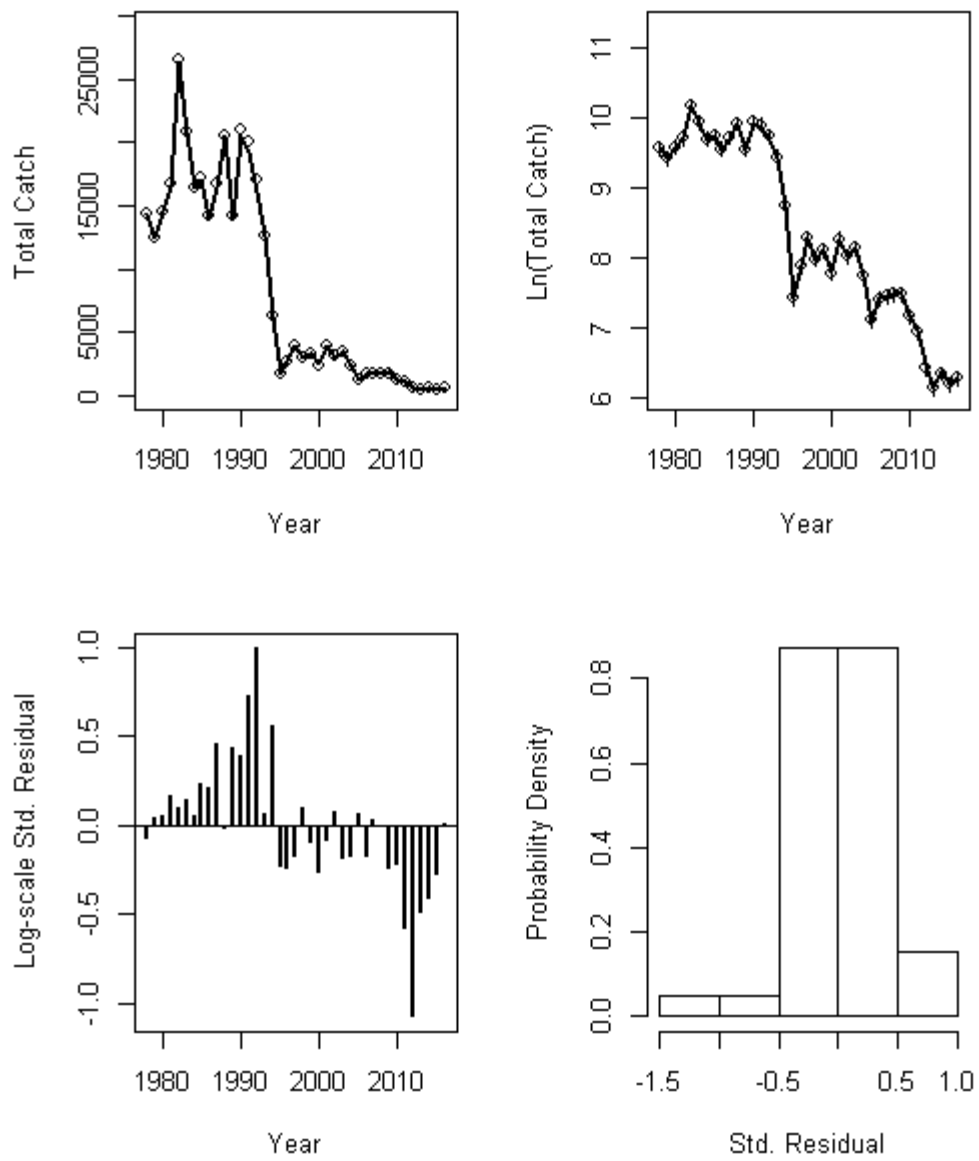 Total Catch
25000
15000
5000
0
1980 1990 2000 2010
Year
Ln(Total Catch)
11
10
9
8
7
6
1980 1990 2000 2010
Year
Log-scale Std. Residual
1.0
0.5
0.0
-0.5
-1.0
1980 1990 2000 2010
Year
Probability Density
0.8
0.6
0.4
0.2
0.0
-1.5 -0.5 0.5 1.0
Std. Residual